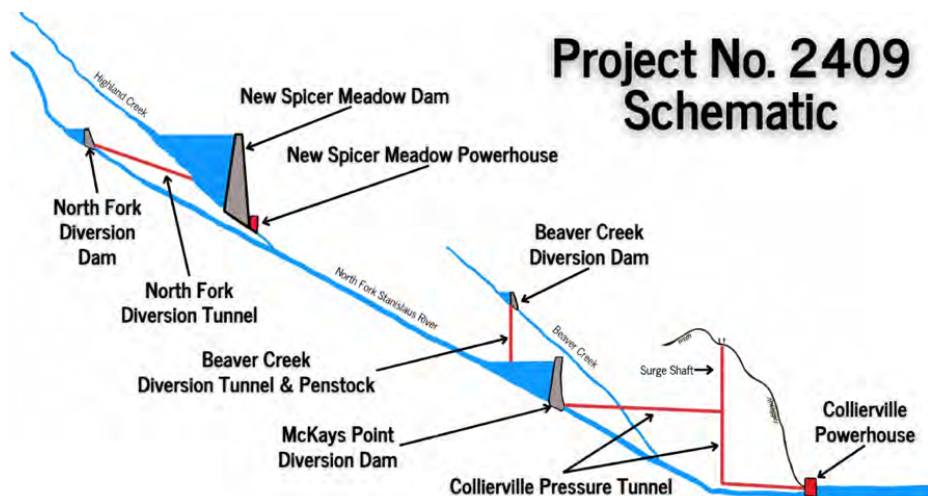 Project No. 2409
Schematic
Highland Creek
New Spicer Meadow Dam
New Spicer Meadow Powerhouse
North Fork
Diversion
Dam
North Fork
Diversion Tunnel
North Fork Stanislaus River
Beaver Creek
Diversion Dam
Beaver Creek
Beaver Creek
Diversion Tunnel & Penstock
Surge Shaft
McKays Point
Diversion Dam
Collierville Pressure Tunnel
Collierville
Powerhouse